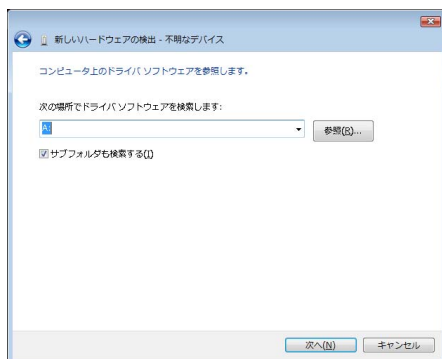 新しいハードウェアの検出 - 不明なデバイス
コンピュータ上のドライバ ソフトウェアを参照します。
次の場所でドライバ ソフトウェアを検索します:
A:
参照(R)...
サブフォルダも検索する(I)
次へ(N)
キャンセル